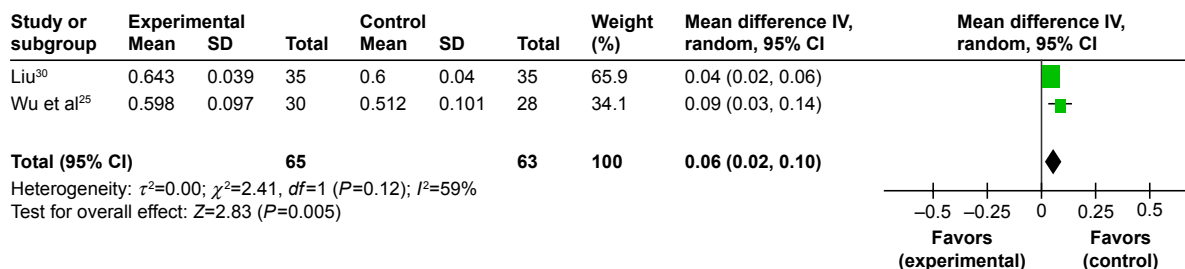 Study or subgroup Experimental Control Weight (%) Mean difference IV, random, 95% CI Mean difference IV, random, 95% CI
Mean SD Total Mean SD Total
Liu³⁰ 0.643 0.039 35 0.6 0.04 35 65.9 0.04 (0.02, 0.06)
Wu et al²⁵ 0.598 0.097 30 0.512 0.101 28 34.1 0.09 (0.03, 0.14)
Total (95% CI) 65 63 100 0.06 (0.02, 0.10)
Heterogeneity: τ²=0.00; χ²=2.41, df=1 (P=0.12); I²=59%
Test for overall effect: Z=2.83 (P=0.005)
–0.5 –0.25 0 0.25 0.5
Favors (experimental) Favors (control)